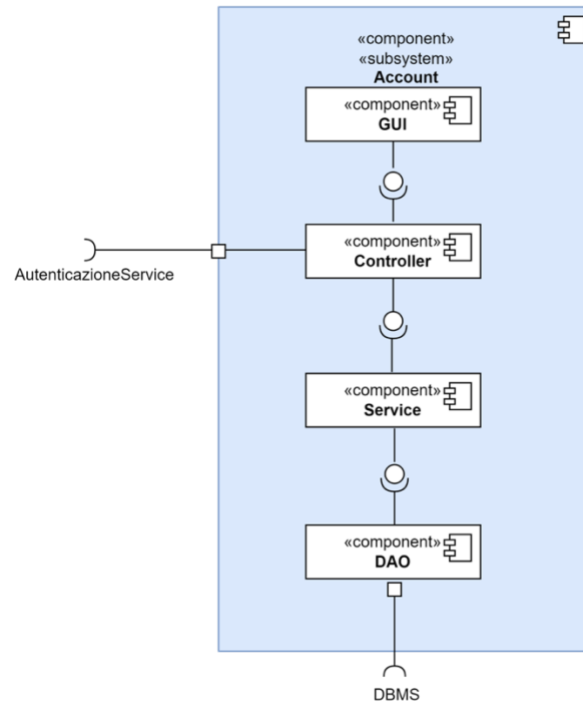 «component»
«subsystem»
Account
«component»
GUI
«component»
Controller
AutenticazioneService
«component»
Service
«component»
DAO
DBMS